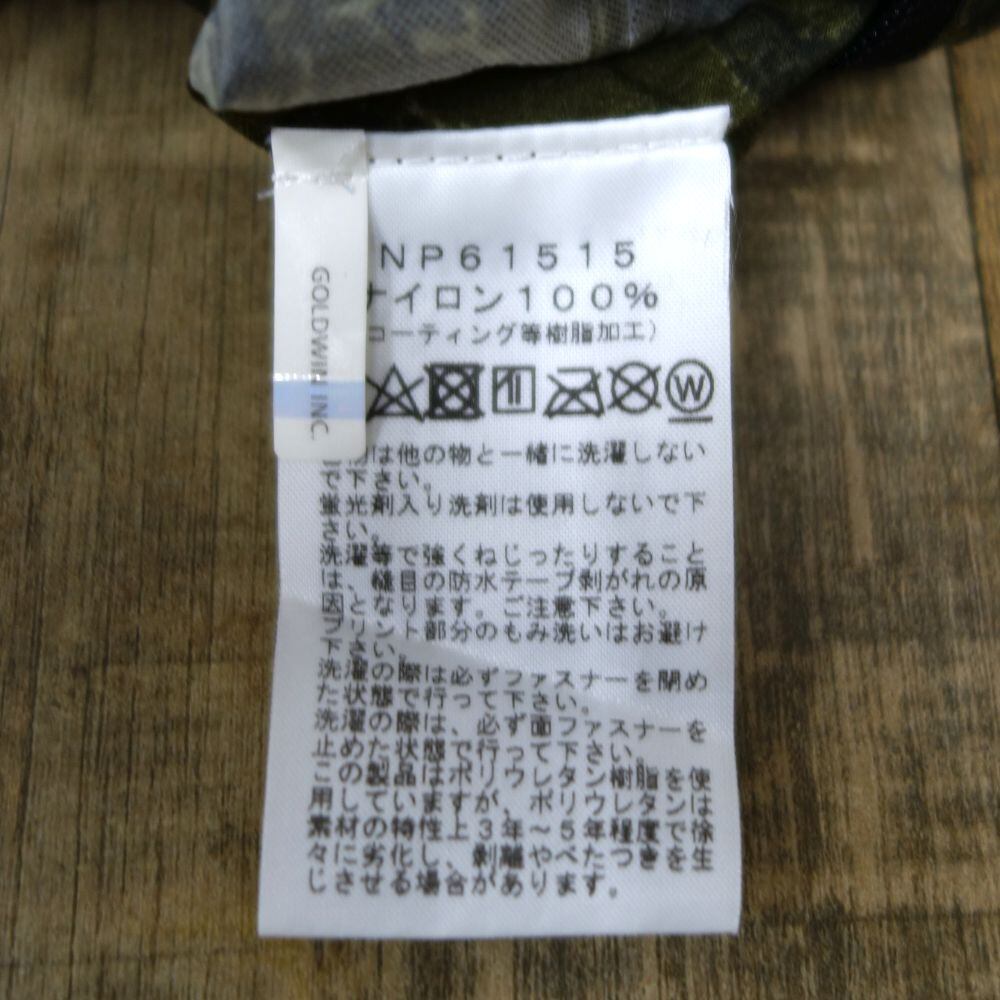 NP61515
ナイロン100%
コーティング等樹脂加工)
GOLDWIN INC.
W
物は他の物と一緒に洗濯しない
で下さい。
蛍光剤入り洗剤は使用しないで下
さい。
洗濯等で強くねじったりすること
は、縫目の防水テープ剥がれの原
因となります。ご注意下さい。
プリント部分のもみ洗いはお避け
下さい。
洗濯の際は必ずファスナーを閉め
た状態で行って下さい。
洗濯の際は、必ず面ファスナーを
止めた状態で行って下さい。
この製品はポリウレタン樹脂を使
用していますが、ポリウレタンは
素材の特性上3年~5年程度で徐
々に劣化し、剥離やべたつきを生
じさせる場合があります。